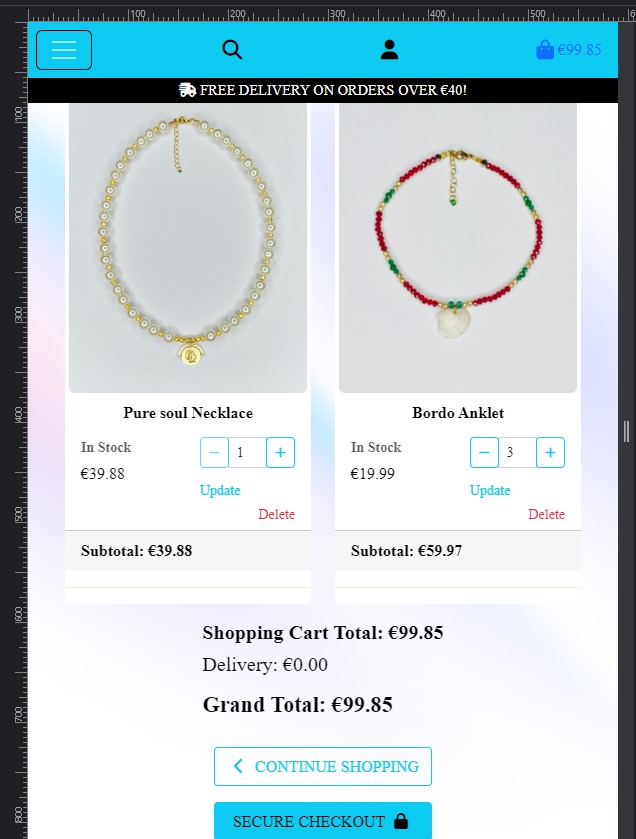 100 200 300 400 500
€99.85
FREE DELIVERY ON ORDERS OVER €40!
Pure soul Necklace
In Stock
€39.88
− 1 +
Update
Delete
Subtotal: €39.88
Bordo Anklet
In Stock
€19.99
− 3 +
Update
Delete
Subtotal: €59.97
Shopping Cart Total: €99.85
Delivery: €0.00
Grand Total: €99.85
CONTINUE SHOPPING
SECURE CHECKOUT
100
200
300
400
500
600
700
800